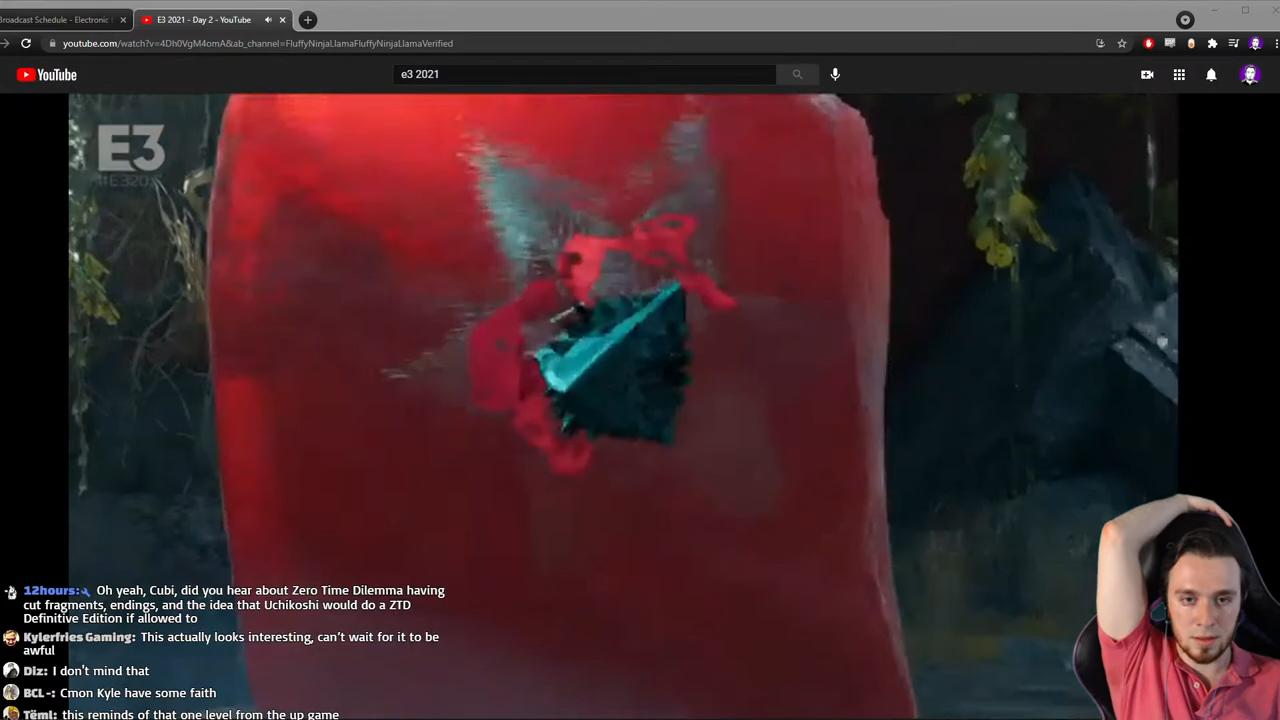 Broadcast Schedule - Electronic
E3 2021 - Day 2 - YouTube
youtube.com/watch?v=4Dh0VgM4omA&ab_channel=FluffyNinjaLlamaFluffyNinjaLlamaVerified
YouTube
e3 2021
E3
12hours: Oh yeah, Cubi, did you hear about Zero Time Dilemma having
cut fragments, endings, and the idea that Uchikoshi would do a ZTD
Definitive Edition if allowed to
Kylerfries Gaming: This actually looks interesting, can't wait for it to be
awful
Diz: I don't mind that
BCL-: Cmon Kyle have some faith
Tëml: this reminds of that one level from the up game